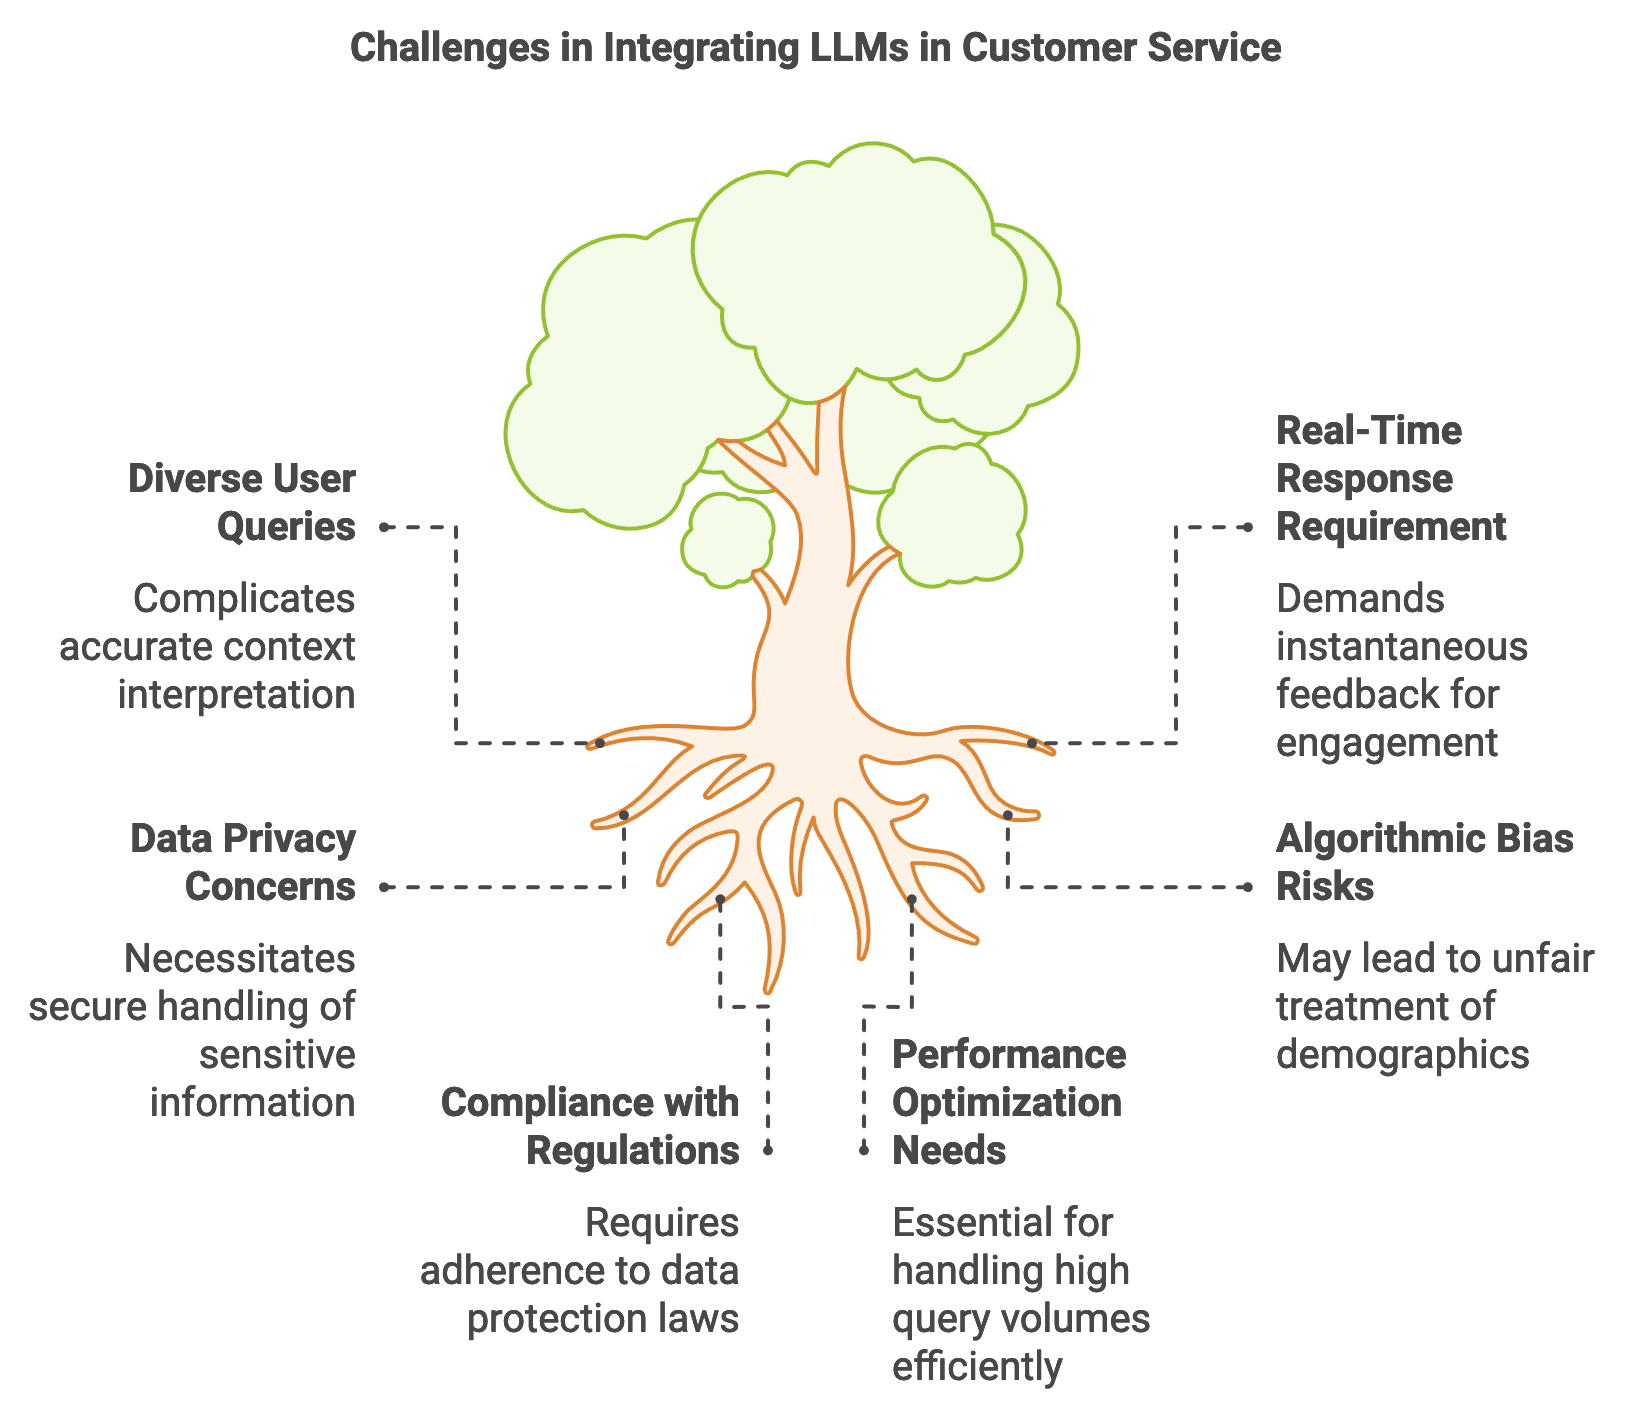 Challenges in Integrating LLMs in Customer Service
Diverse User
Queries
Complicates
accurate context
interpretation
Real-Time
Response
Requirement
Demands
instantaneous
feedback for
engagement
Data Privacy
Concerns
Necessitates
secure handling of
sensitive
information
Algorithmic Bias
Risks
May lead to unfair
treatment of
demographics
Compliance with
Regulations
Requires
adherence to data
protection laws
Performance
Optimization
Needs
Essential for
handling high
query volumes
efficiently